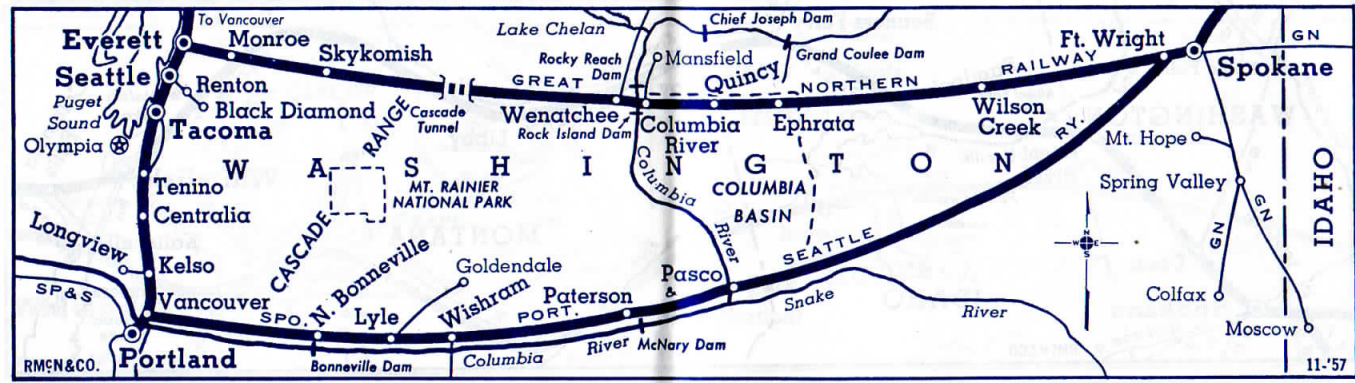 To Vancouver
Everett
Monroe
Skykomish
Lake Chelan
Chief Joseph Dam
Rocky Reach
Dam
Mansfield
Grand Coulee Dam
Quincy
Ft. Wright
GN
Spokane
Seattle
Renton
Black Diamond
Puget
Sound
Tacoma
Olympia
Cascade
Tunnel
GREAT NORTHERN RAILWAY
Wenatchee
Rock Island Dam
Columbia
River
Ephrata
Wilson
Creek
Mt. Hope
Spring Valley
GN
GN
Colfax
Moscow
IDAHO
WASHINGTON
CASCADE RANGE
MT. RAINIER
NATIONAL PARK
COLUMBIA
BASIN
Columbia River
Tenino
Centralia
Longview
Kelso
SP&S
Vancouver
Portland
SPO. PORT. & SEATTLE RY.
N. Bonneville
Lyle
Goldendale
Wishram
Paterson
Pasco
Snake River
Columbia River
McNary Dam
Bonneville Dam
N
W E
S
RMCN&CO.
11-'57